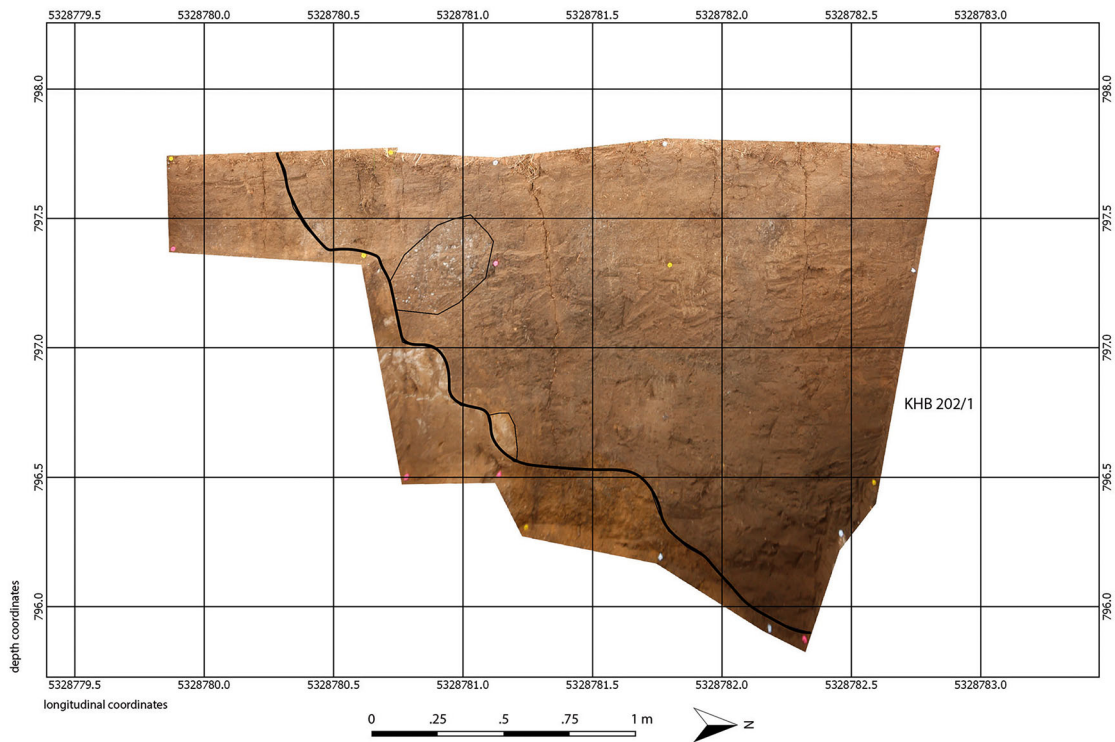 5328779.5 5328780.0 5328780.5 5328781.0 5328781.5 5328782.0 5328782.5 5328783.0
798.0 798.0
797.5 797.5
797.0 797.0
KHB 202/1
796.5 796.5
796.0 796.0
depth coordinates
5328779.5 5328780.0 5328780.5 5328781.0 5328781.5 5328782.0 5328782.5 5328783.0
longitudinal coordinates
0 .25 .5 .75 1 m
N